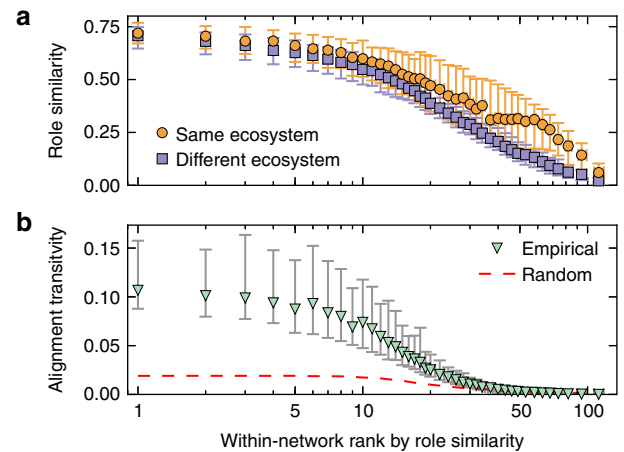 a
0.75
0.50
0.25
0.00
Role similarity
Same ecosystem
Different ecosystem
b
0.15
0.10
0.05
0.00
Alignment transitvity
Empirical
Random
1
5
10
50
100
Within-network rank by role similarity